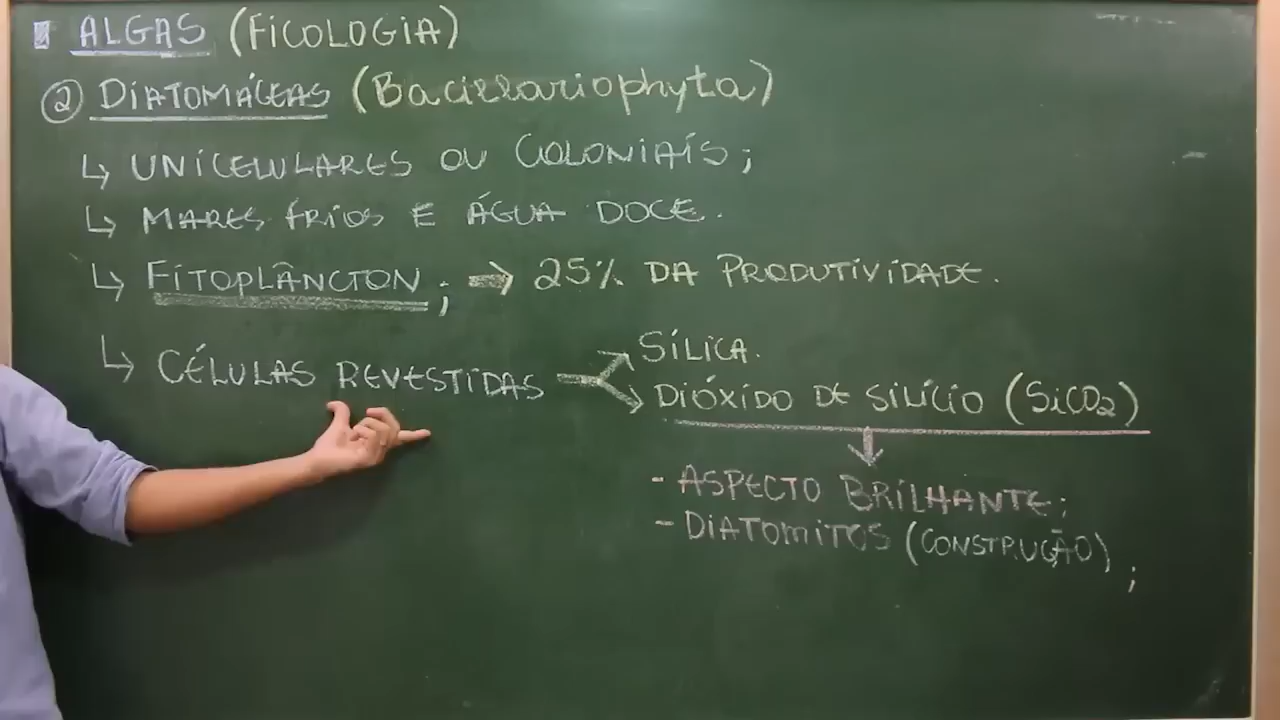 ALGAS (FICOLOGIA)
② DIATOMÁCEAS (Bacillariophyta)
↳ UNICELULARES OU COLONIAIS;
↳ MARES FRIOS E ÁGUA DOCE.
↳ FITOPLÂNCTON; ⇒ 25% DA PRODUTIVIDADE.
↳ CÉLULAS REVESTIDAS
SÍLICA.
DIÓXIDO DE SILÍCIO (SiCO2)
- ASPECTO BRILHANTE;
- DIATOMITOS (CONSTRUÇÃO);